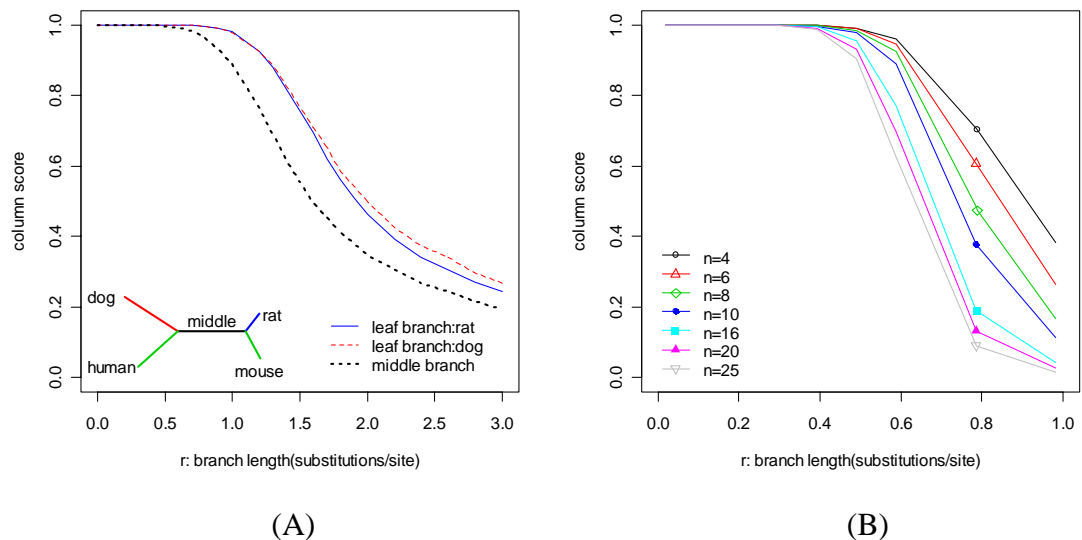 column score
1.0
0.8
0.6
0.4
0.2
0.0
dog
middle
rat
human
mouse
leaf branch:rat
leaf branch:dog
middle branch
0.0 0.5 1.0 1.5 2.0 2.5 3.0
r: branch length(substitutions/site)
(A)
column score
1.0
0.8
0.6
0.4
0.2
0.0
n=4
n=6
n=8
n=10
n=16
n=20
n=25
0.0 0.2 0.4 0.6 0.8 1.0
r: branch length(substitutions/site)
(B)